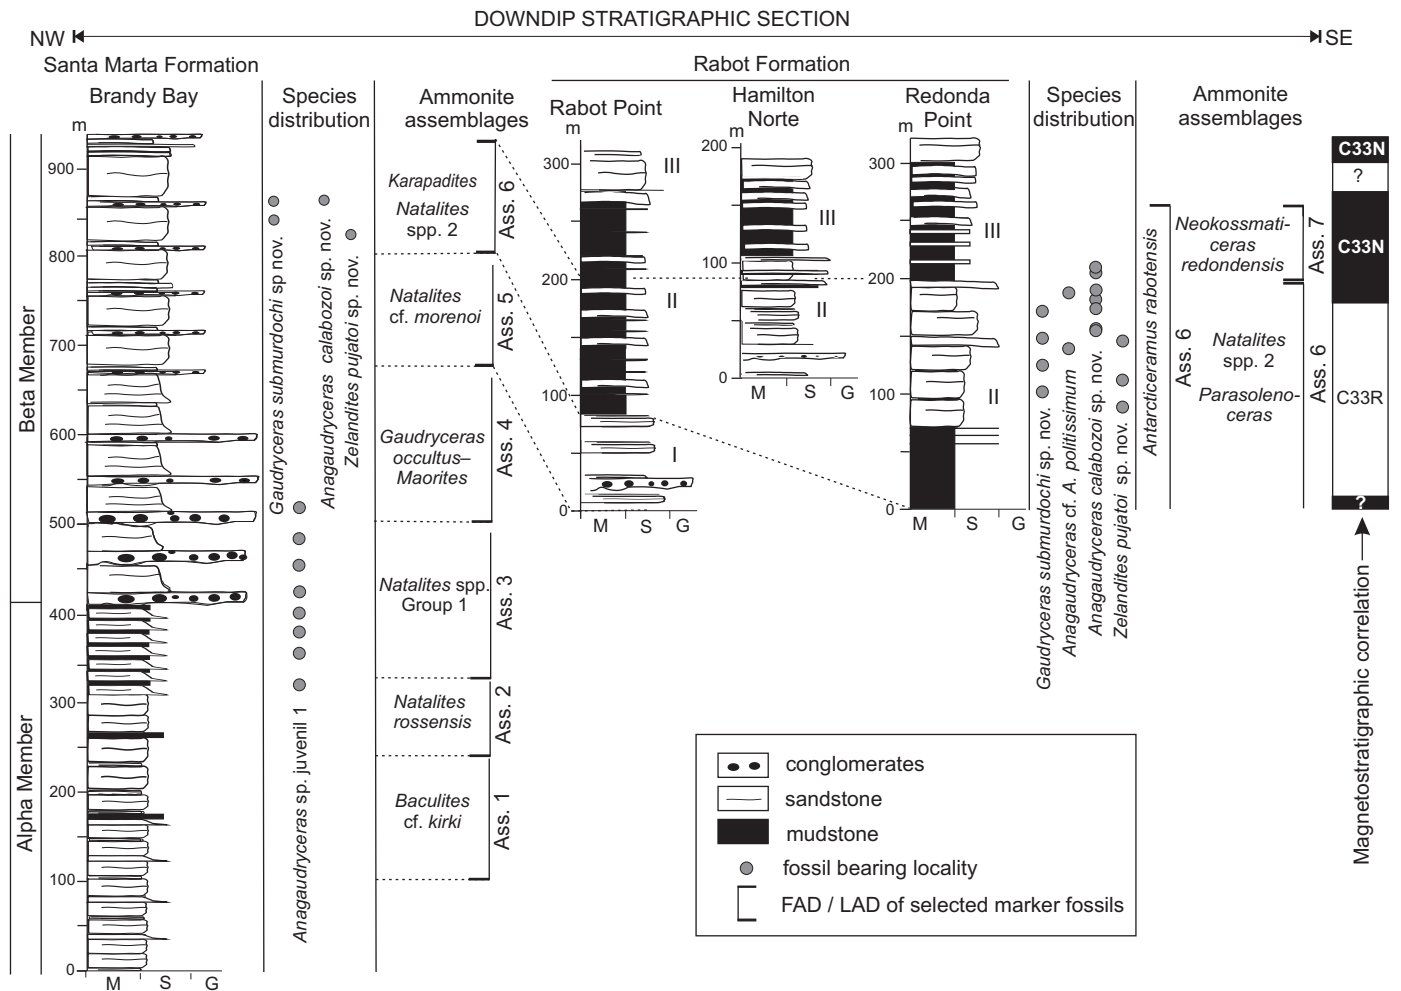 DOWNDIP STRATIGRAPHIC SECTION
NW
SE
Santa Marta Formation
Rabot Formation
Brandy Bay
Species
distribution
Ammonite
assemblages
Rabot Point
Hamilton
Norte
Redonda
Point
Species
distribution
Ammonite
assemblages
m
900
800
700
600
500
400
300
200
100
0
M
S
G
Beta Member
Alpha Member
Gaudryceras submurdochi sp nov.
Anagaudryceras calabozoi sp. nov.
Zelandites pujatoi sp. nov.
Anagaudryceras sp. juvenil 1
Karapadites
Natalites
spp. 2
Ass. 6
Natalites
cf. morenoi
Ass. 5
Gaudryceras
occultus–
Maorites
Ass. 4
Natalites spp.
Group 1
Ass. 3
Natalites
rossensis
Ass. 2
Baculites
cf. kirki
Ass. 1
m
300
200
100
0
III
II
I
M
S
G
m
200
100
0
III
II
M
S
G
m
300
200
100
0
III
II
M
S
G
Gaudryceras submurdochi sp. nov.
Anagaudryceras cf. A. politissimum
Anagaudryceras calabozoi sp. nov.
Zelandites pujatoi sp. nov.
Antarcticeramus rabotensis
Ass. 6
Neokossmati-
ceras
redondensis
Ass. 7
Natalites
spp. 2
Parasoleno-
ceras
Ass. 6
C33N
?
C33N
C33R
?
Magnetostratigraphic correlation
conglomerates
sandstone
mudstone
fossil bearing locality
FAD / LAD of selected marker fossils